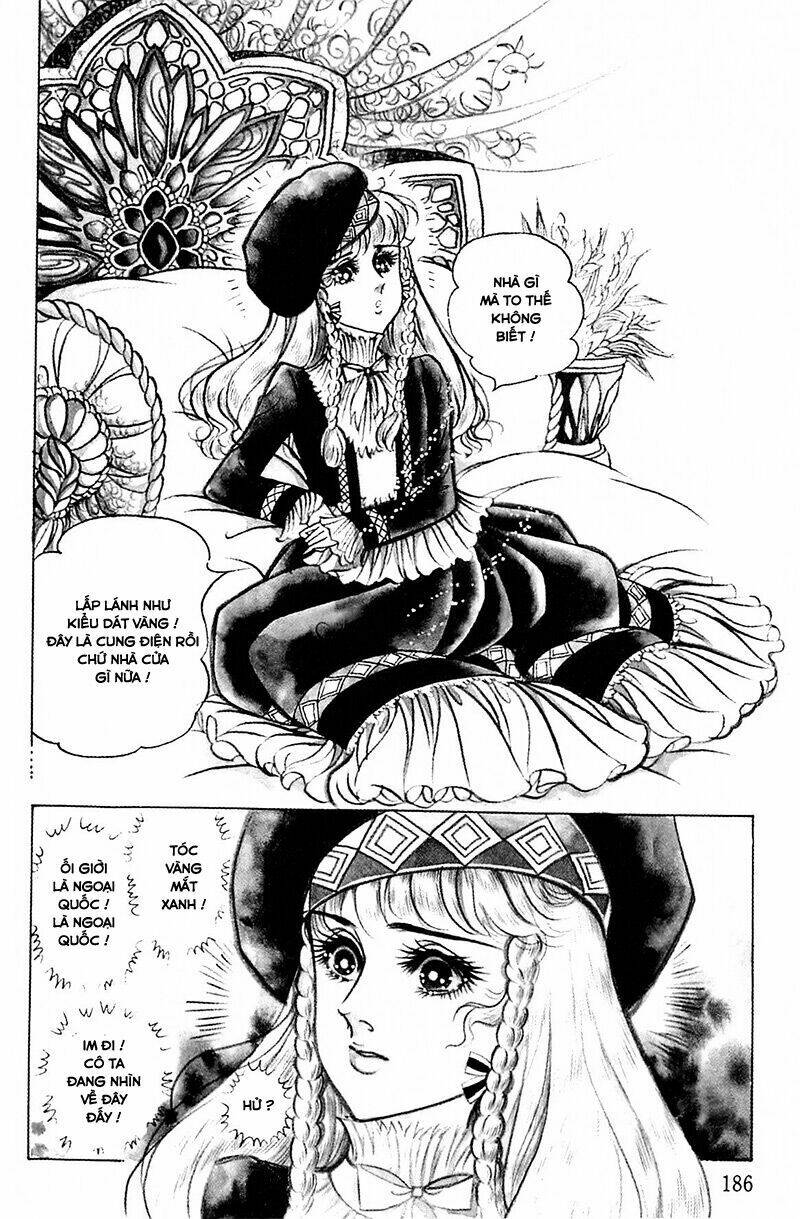 NHÀ GÌ
MÀ TO THẾ
KHÔNG
BIẾT !
LẤP LÁNH NHƯ
KIỂU DÁT VÀNG !
ĐÂY LÀ CUNG ĐIỆN RỒI
CHỨ NHÀ CỬA
GÌ NỮA !
TÓC
VÀNG
MẮT
XANH !
ỐI GIỜI
LÀ NGOẠI
QUỐC !
LÀ NGOẠI
QUỐC !
IM ĐI !
CÔ TA
ĐANG NHÌN
VỀ ĐÂY
ĐẤY !
HỬ ?
186